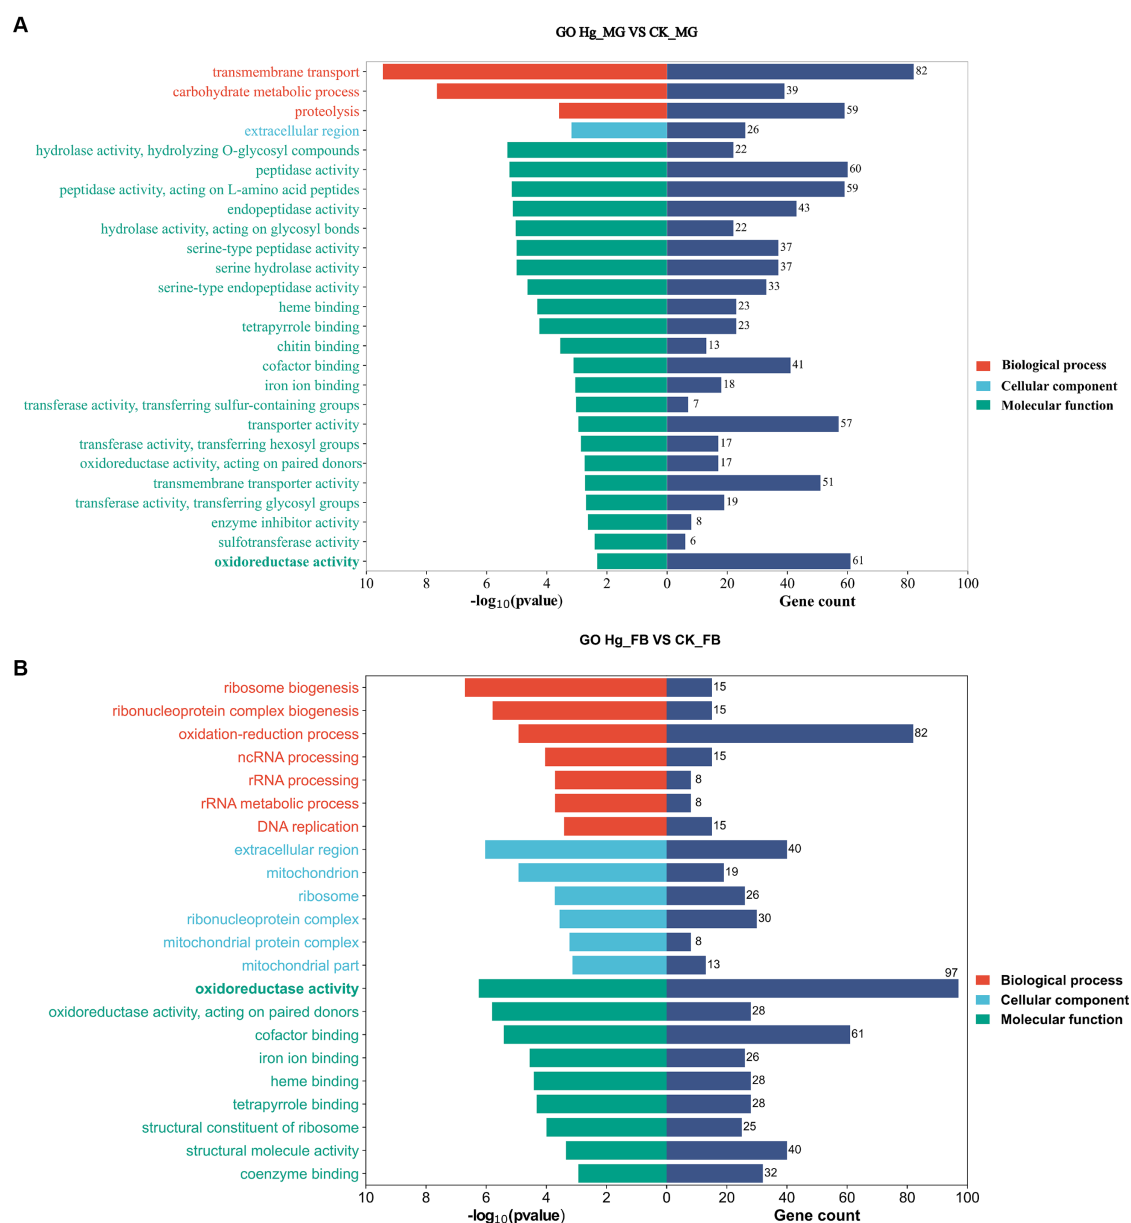 A
GO Hg_MG VS CK_MG
transmembrane transport 82
carbohydrate metabolic process 39
proteolysis 59
extracellular region 26
hydrolase activity, hydrolyzing O-glycosyl compounds 22
peptidase activity 60
peptidase activity, acting on L-amino acid peptides 59
endopeptidase activity 43
hydrolase activity, acting on glycosyl bonds 22
serine-type peptidase activity 37
serine hydrolase activity 37
serine-type endopeptidase activity 33
heme binding 23
tetrapyrrole binding 23
chitin binding 13
cofactor binding 41
iron ion binding 18
transferase activity, transferring sulfur-containing groups 7
transporter activity 57
transferase activity, transferring hexosyl groups 17
oxidoreductase activity, acting on paired donors 17
transmembrane transporter activity 51
transferase activity, transferring glycosyl groups 19
enzyme inhibitor activity 8
sulfotransferase activity 6
oxidoreductase activity 61
10 8 6 4 2 0 20 40 60 80 100
-log10(pvalue) Gene count
Biological process
Cellular component
Molecular function
GO Hg_FB VS CK_FB
B
ribosome biogenesis 15
ribonucleoprotein complex biogenesis 15
oxidation-reduction process 82
ncRNA processing 15
rRNA processing 8
rRNA metabolic process 8
DNA replication 15
extracellular region 40
mitochondrion 19
ribosome 26
ribonucleoprotein complex 30
mitochondrial protein complex 8
mitochondrial part 13
oxidoreductase activity 97
oxidoreductase activity, acting on paired donors 28
cofactor binding 61
iron ion binding 26
heme binding 28
tetrapyrrole binding 28
structural constituent of ribosome 25
structural molecule activity 40
coenzyme binding 32
10 8 6 4 2 0 20 40 60 80 100
-log10(pvalue) Gene count
Biological process
Cellular component
Molecular function